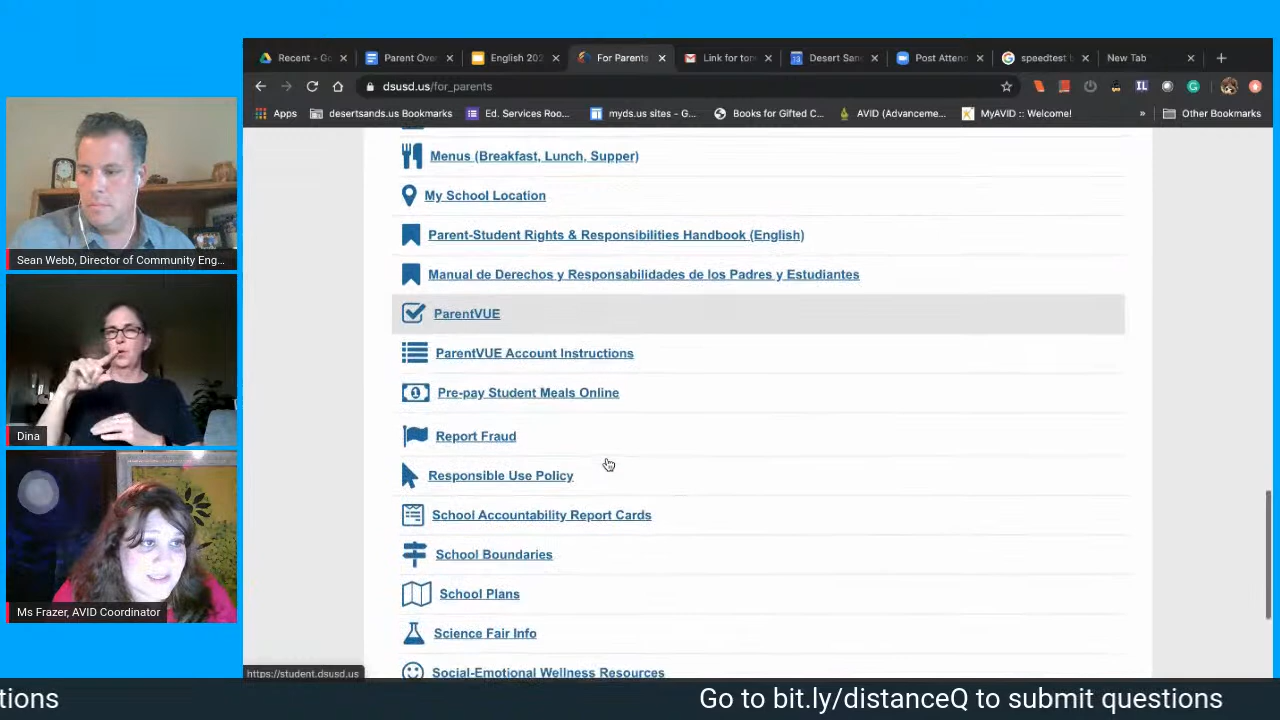 Recent - Go
Parent Over
English 202
For Parents
Link for tom
Desert San
Post Attend
speedtest b
New Tab
dsusd.us/for_parents
Apps
desertsands.us Bookmarks
Ed. Services Roo...
myds.us sites - G...
Books for Gifted C...
AVID (Advanceme...
MyAVID :: Welcome!
»
Other Bookmarks
Menus (Breakfast, Lunch, Supper)
My School Location
Parent-Student Rights & Responsibilities Handbook (English)
Manual de Derechos y Responsabilidades de los Padres y Estudiantes
ParentVUE
ParentVUE Account Instructions
Pre-pay Student Meals Online
Report Fraud
Responsible Use Policy
School Accountability Report Cards
School Boundaries
School Plans
Science Fair Info
Social-Emotional Wellness Resources
https://student.dsusd.us
Sean Webb, Director of Community Eng...
Dina
Ms Frazer, AVID Coordinator
tions
Go to bit.ly/distanceQ to submit questions